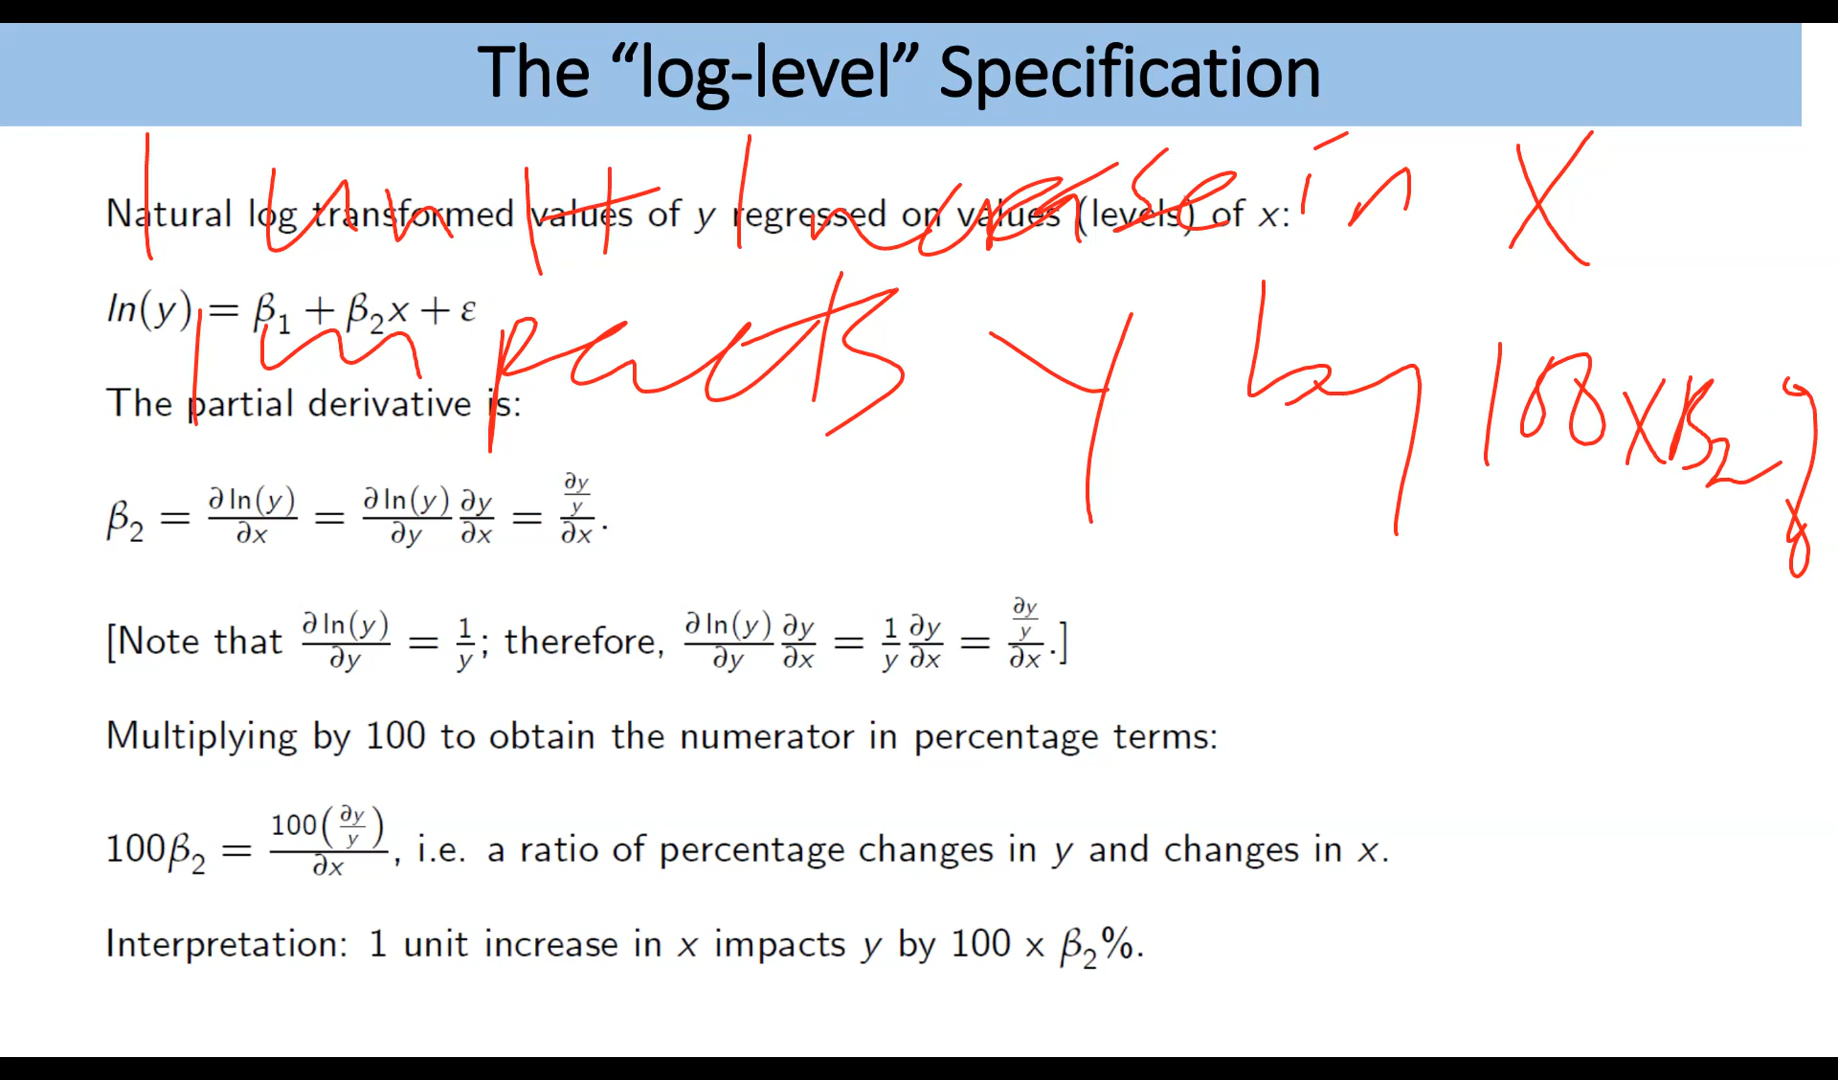 The “log-level” Specification
1 unit Increase in X
Natural log transformed values of y regressed on values (levels) of x:
ln(y) = β₁ + β₂x + ε
Impacts Y by 100 x β₂ %
The partial derivative is:
β₂ = ∂ ln(y)/∂x = ∂ ln(y)/∂y ∂y/∂x = (∂y/y)/∂x.
[Note that ∂ ln(y)/∂y = 1/y; therefore, ∂ ln(y)/∂y ∂y/∂x = 1/y ∂y/∂x = (∂y/y)/∂x.]
Multiplying by 100 to obtain the numerator in percentage terms:
100β₂ = 100(∂y/y)/∂x, i.e. a ratio of percentage changes in y and changes in x.
Interpretation: 1 unit increase in x impacts y by 100 x β₂%.